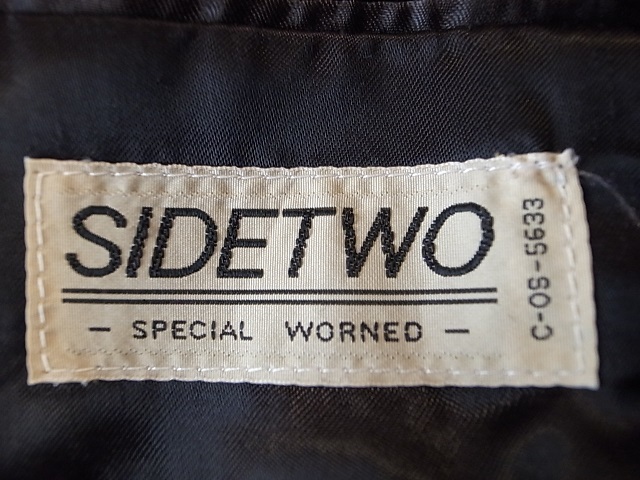 SIDETWO
— SPECIAL WORNED —
C-OS-5633